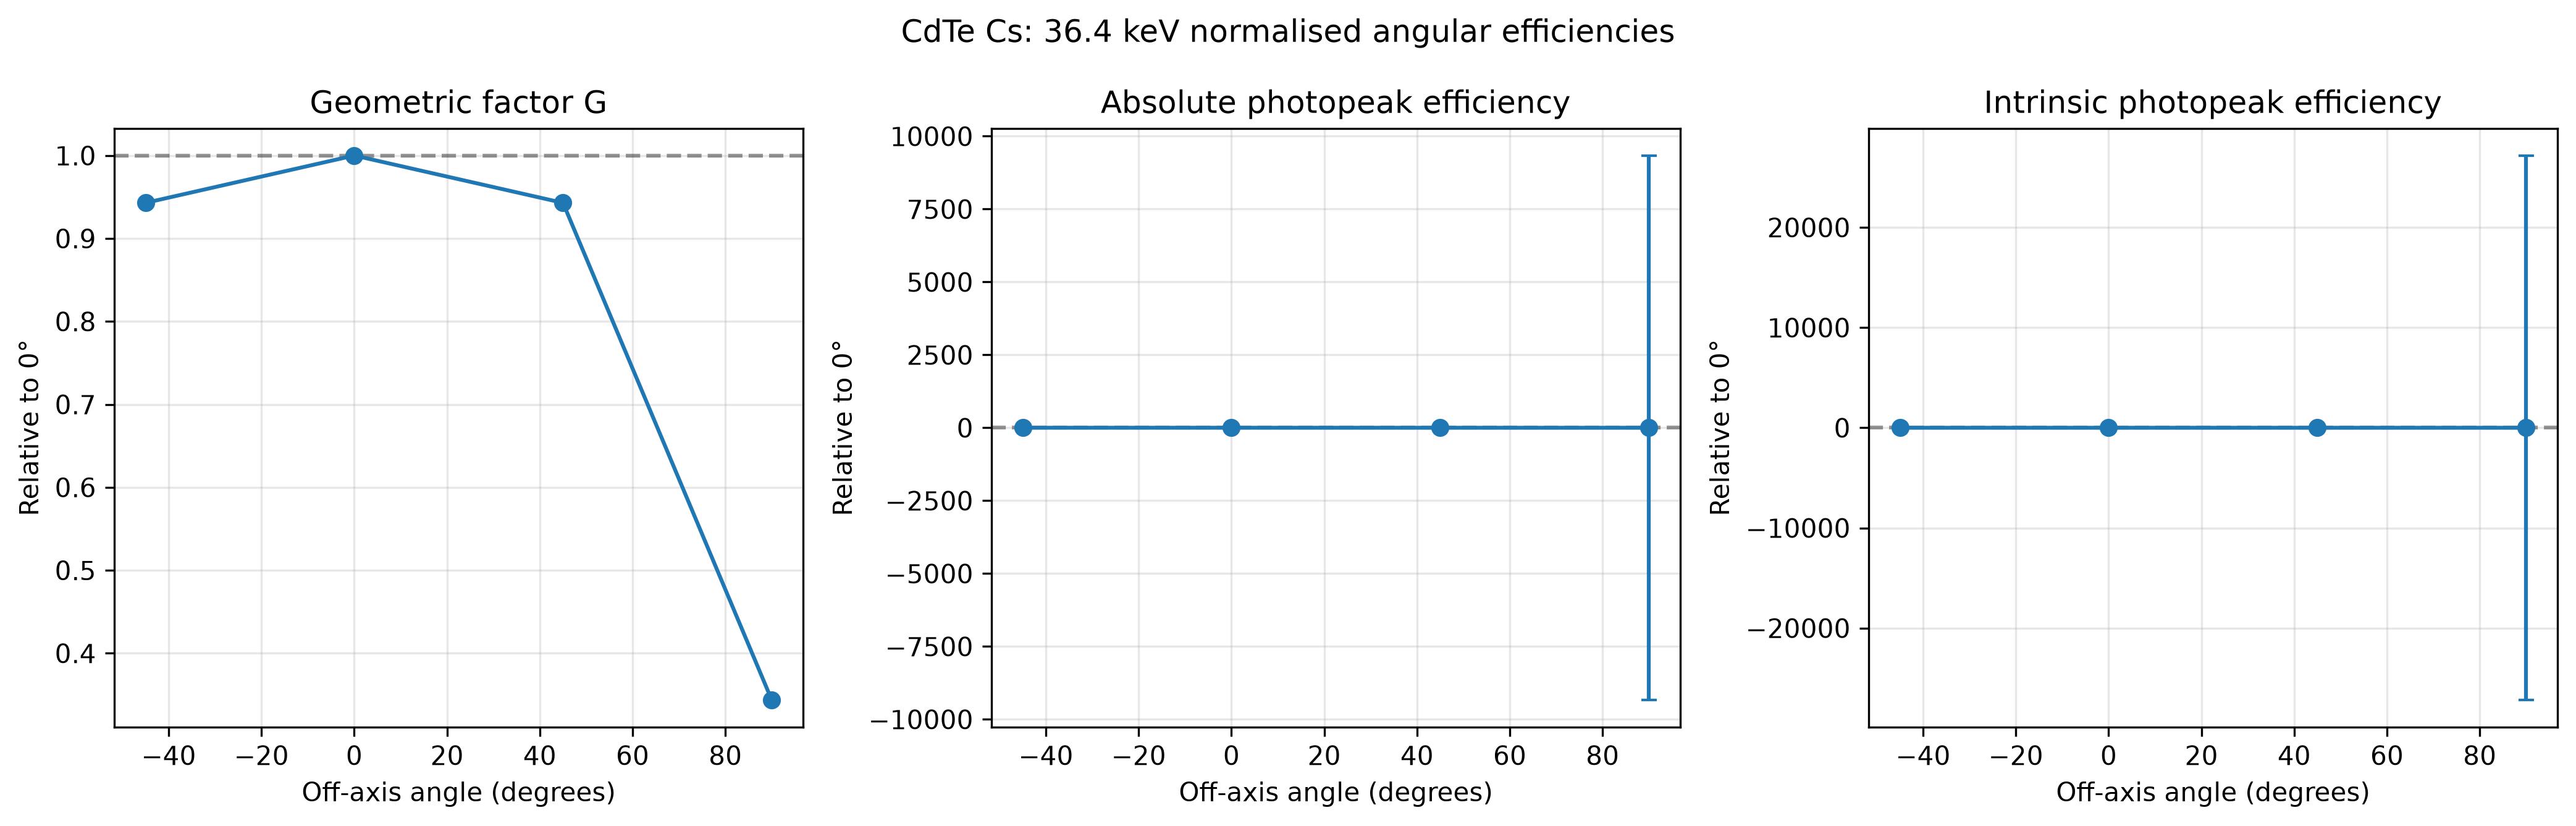 CdTe Cs: 36.4 keV normalised angular efficiencies
Geometric factor G
Relative to 0°
1.0
0.9
0.8
0.7
0.6
0.5
0.4
−40 −20 0 20 40 60 80
Off-axis angle (degrees)
Absolute photopeak efficiency
Relative to 0°
10000
7500
5000
2500
0
−2500
−5000
−7500
−10000
−40 −20 0 20 40 60 80
Off-axis angle (degrees)
Intrinsic photopeak efficiency
Relative to 0°
20000
10000
0
−10000
−20000
−40 −20 0 20 40 60 80
Off-axis angle (degrees)